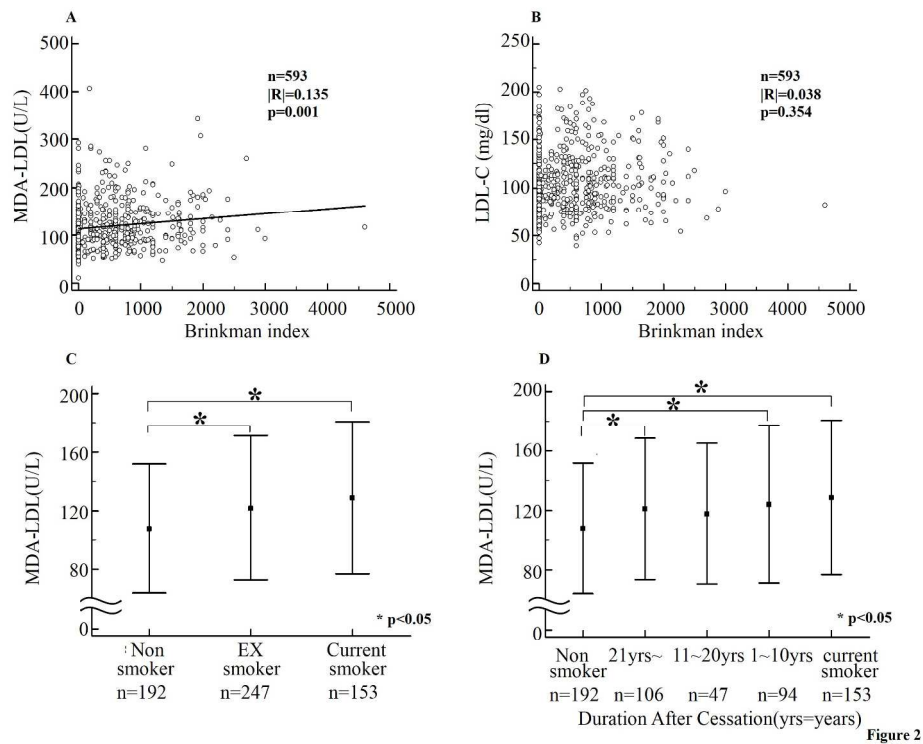 A
MDA-LDL(U/L)
500
400
300
200
100
0
n=593
|R|=0.135
p=0.001
0 1000 2000 3000 4000 5000
Brinkman index
B
LDL-C (mg/dl)
250
200
150
100
50
0
n=593
|R|=0.038
p=0.354
0 1000 2000 3000 4000 5000
Brinkman index
C
MDA-LDL(U/L)
200
160
120
80
0
*
*
* p<0.05
Non EX Current
smoker smoker smoker
n=192 n=247 n=153
D
MDA-LDL(U/L)
200
160
120
80
0
*
*
*
* p<0.05
Non 21yrs~ 11~20yrs 1~10yrs current
smoker smoker
n=192 n=106 n=47 n=94 n=153
Duration After Cessation(yrs=years)
Figure 2